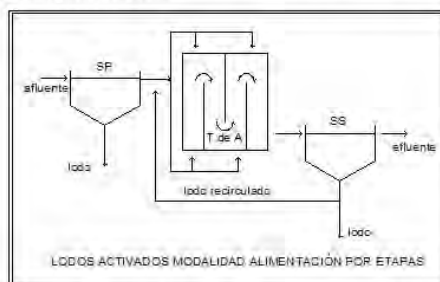 SP
afluente
T de A
SS
efluente
lodo
lodo recirculado
lodo
LODOS ACTIVADOS MODALIDAD ALIMENTACIÓN POR ETAPAS